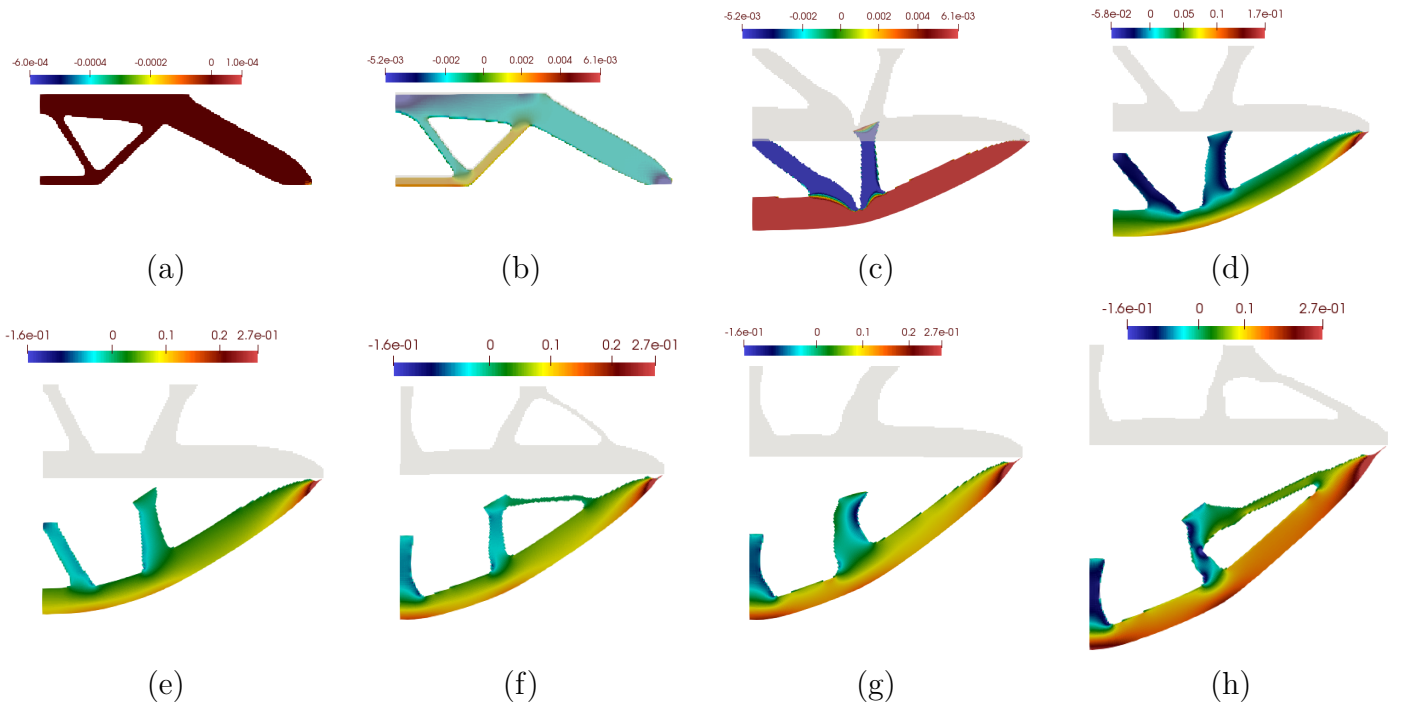 -6.0e-04 -0.0004 -0.0002 0 1.0e-04
-5.2e-03 -0.002 0 0.002 0.004 6.1e-03
-5.2e-03 -0.002 0 0.002 0.004 6.1e-03
-5.8e-02 0 0.05 0.1 1.7e-01
(a) (b) (c) (d)
-1.6e-01 0 0.1 0.2 2.7e-01
-1.6e-01 0 0.1 0.2 2.7e-01
-1.6e-01 0 0.1 0.2 2.7e-01
-1.6e-01 0 0.1 2.7e-01
(e) (f) (g) (h)